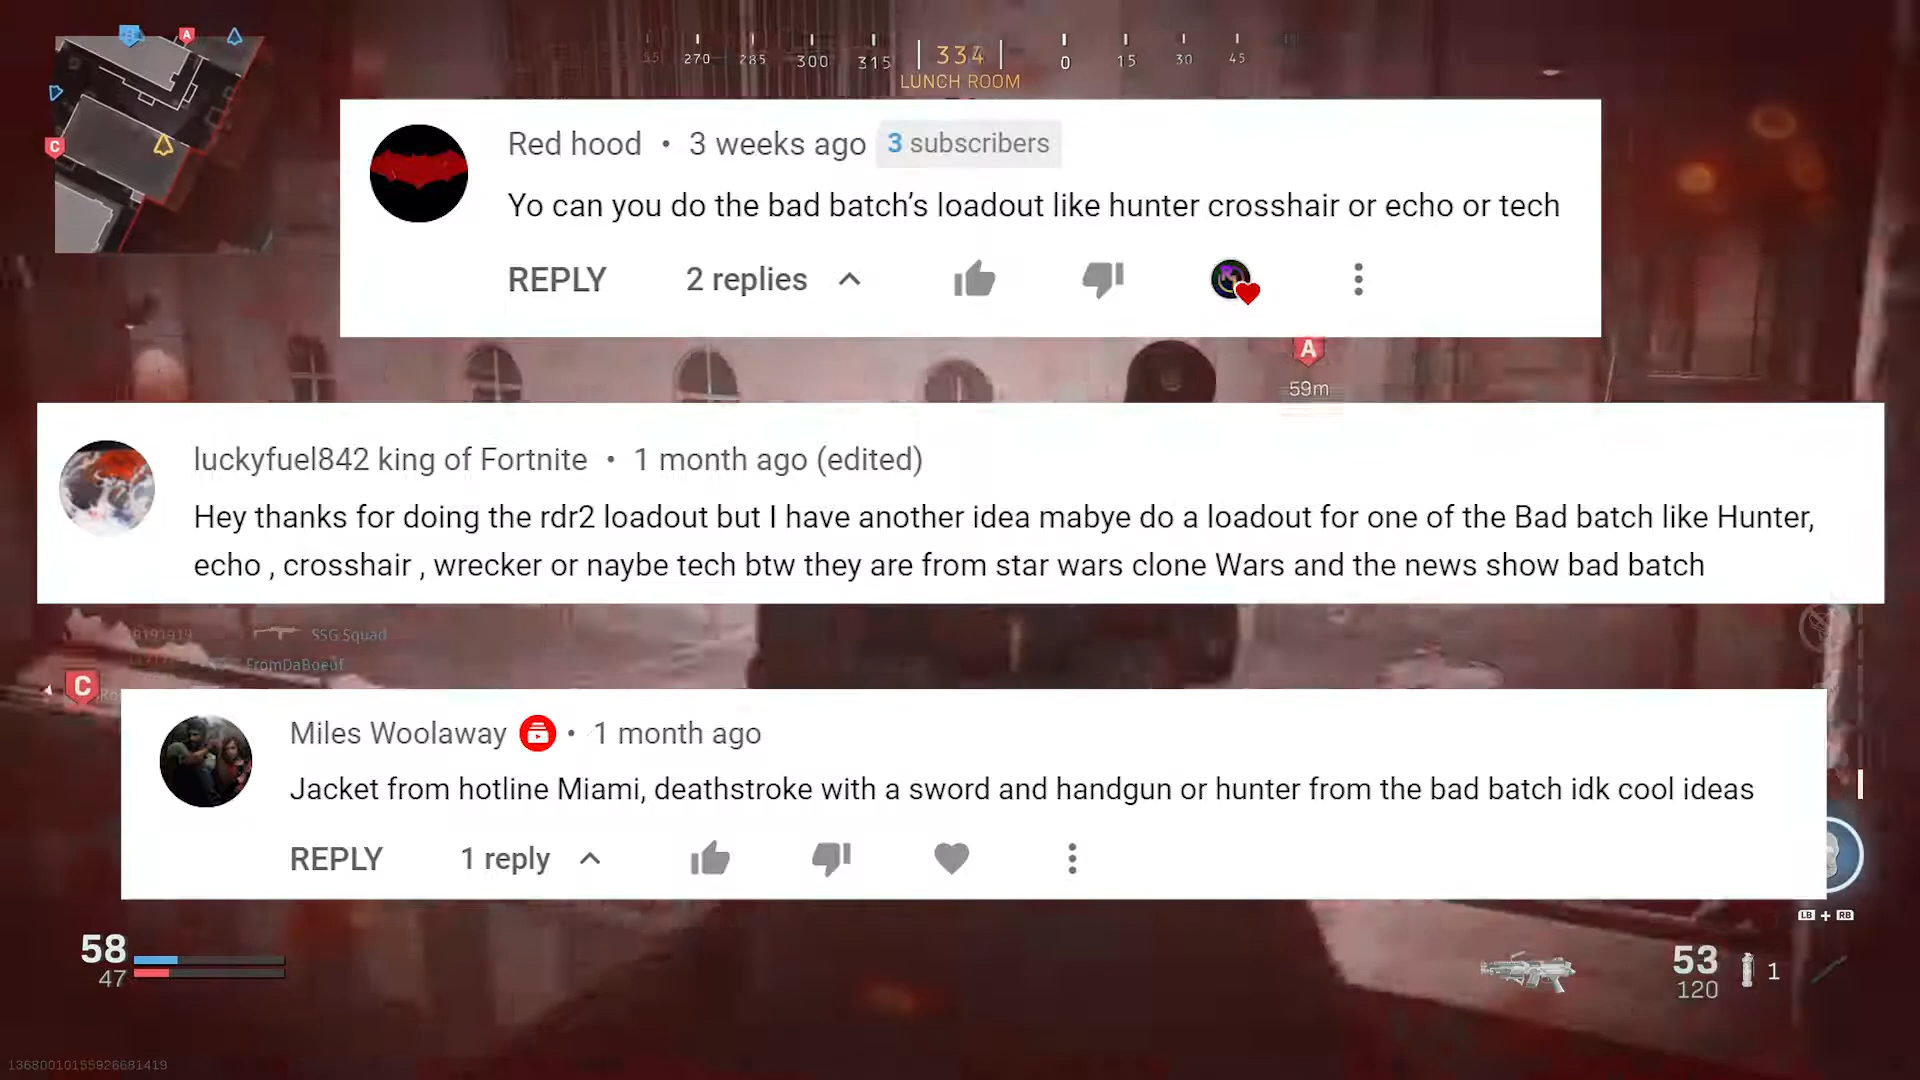 270 285 300 315 334 0 15 30 45
LUNCH ROOM
A
C
Red hood • 3 weeks ago 3 subscribers
Yo can you do the bad batch’s loadout like hunter crosshair or echo or tech
REPLY 2 replies
A
59m
luckyfuel842 king of Fortnite • 1 month ago (edited)
Hey thanks for doing the rdr2 loadout but I have another idea mabye do a loadout for one of the Bad batch like Hunter,
echo , crosshair , wrecker or naybe tech btw they are from star wars clone Wars and the news show bad batch
SSG Squad
FromDaBoeuf
C
Miles Woolaway • 1 month ago
Jacket from hotline Miami, deathstroke with a sword and handgun or hunter from the bad batch idk cool ideas
REPLY 1 reply
LB + RB
58
47
53
120
1
13680010155926681419